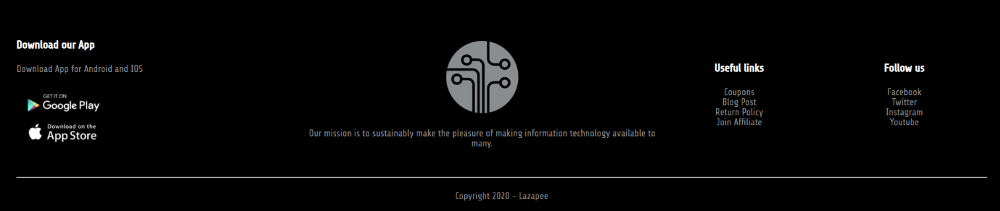 Download our App
Download App for Android and IOS
GET IT ON
Google Play
Download on the
App Store
Our mission is to sustainably make the pleasure of making information technology available to
many.
Useful links
Coupons
Blog Post
Return Policy
Join Affiliate
Follow us
Facebook
Twitter
Instagram
Youtube
Copyright 2020 - Lazapee